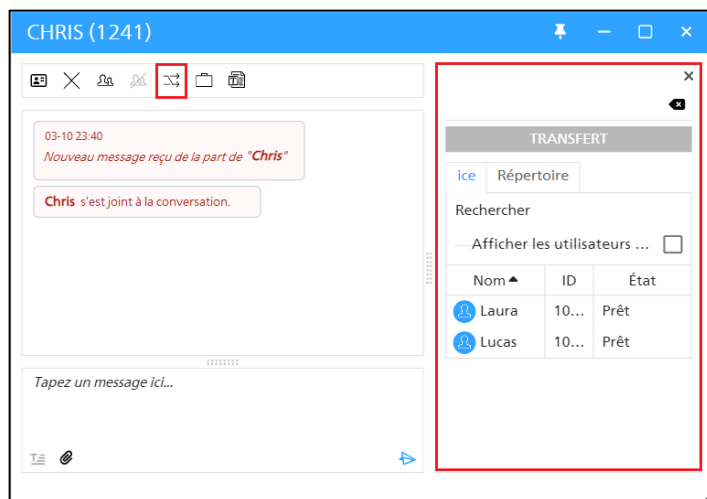 CHRIS (1241)
03-10 23:40
Nouveau message reçu de la part de "Chris"
Chris s'est joint à la conversation.
Tapez un message ici...
TRANSFERT
ice Répertoire
Rechercher
Afficher les utilisateurs ...
Nom ID État
Laura 10... Prêt
Lucas 10... Prêt